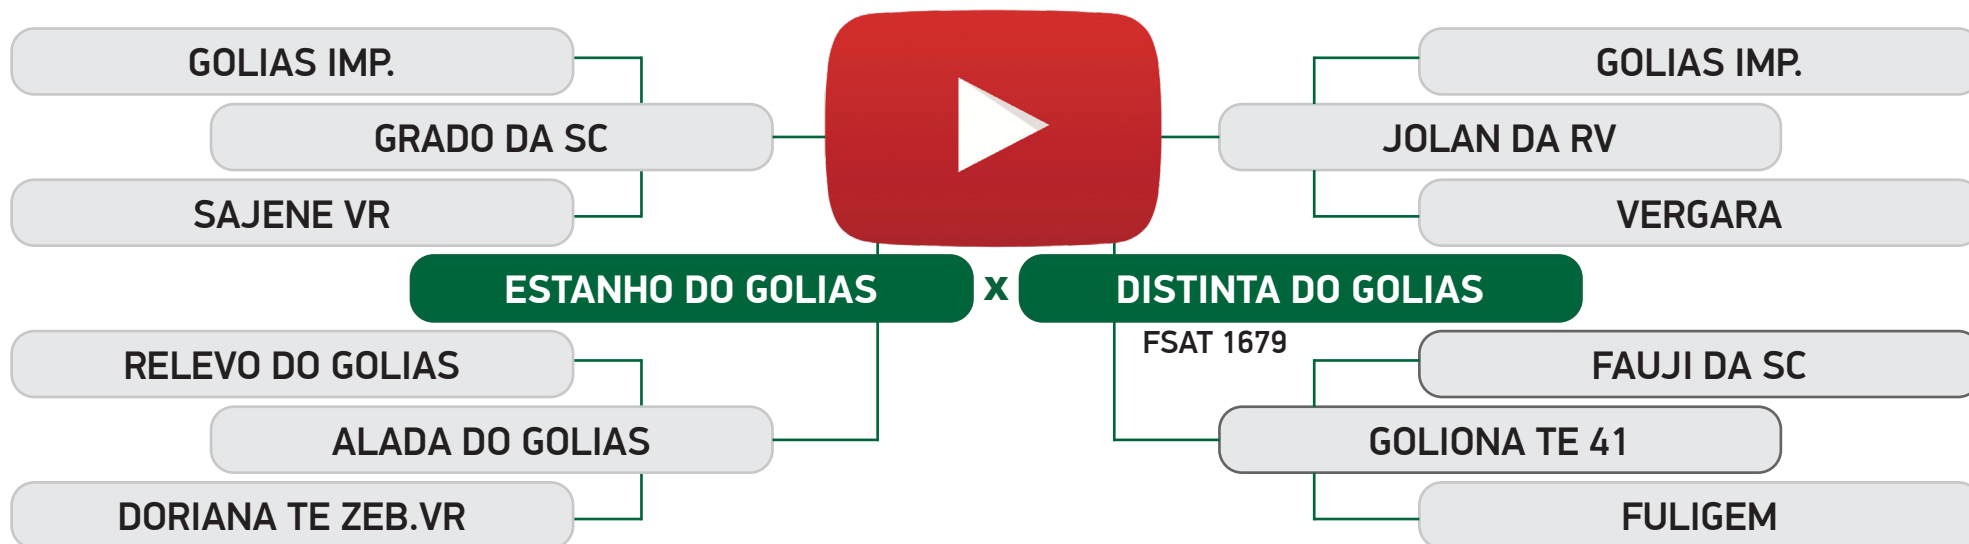 GOLIAS IMP.
GRADO DA SC
SAJENE VR
GOLIAS IMP.
JOLAN DA RV
VERGARA
ESTANHO DO GOLIAS x DISTINTA DO GOLIAS
FSAT 1679
RELEVO DO GOLIAS
ALADA DO GOLIAS
DORIANA TE ZEB.VR
FAUJI DA SC
GOLIONA TE 41
FULIGEM